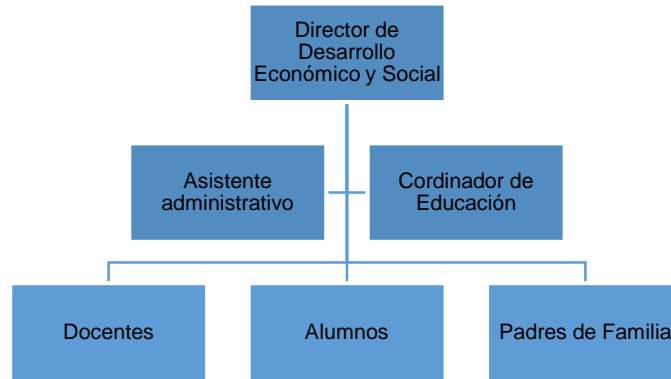 Director de
Desarrollo
Económico y Social
Asistente
administrativo
Cordinador de
Educación
Docentes
Alumnos
Padres de Familia